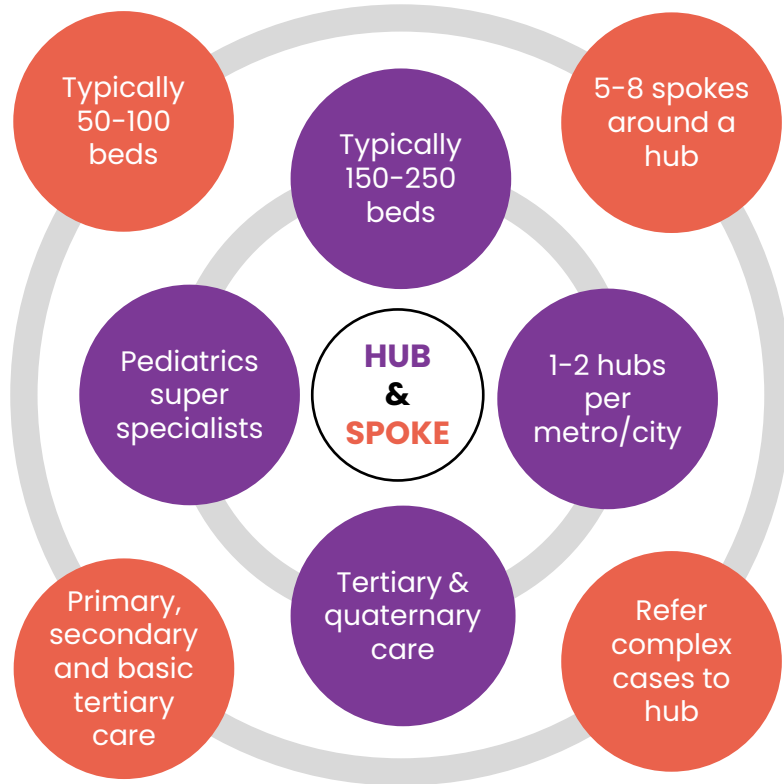 Typically
50-100
beds
5-8 spokes
around a
hub
Typically
150-250
beds
Pediatrics
super
specialists
HUB
&
SPOKE
1-2 hubs
per
metro/city
Tertiary &
quaternary
care
Primary,
secondary
and basic
tertiary
care
Refer
complex
cases to
hub